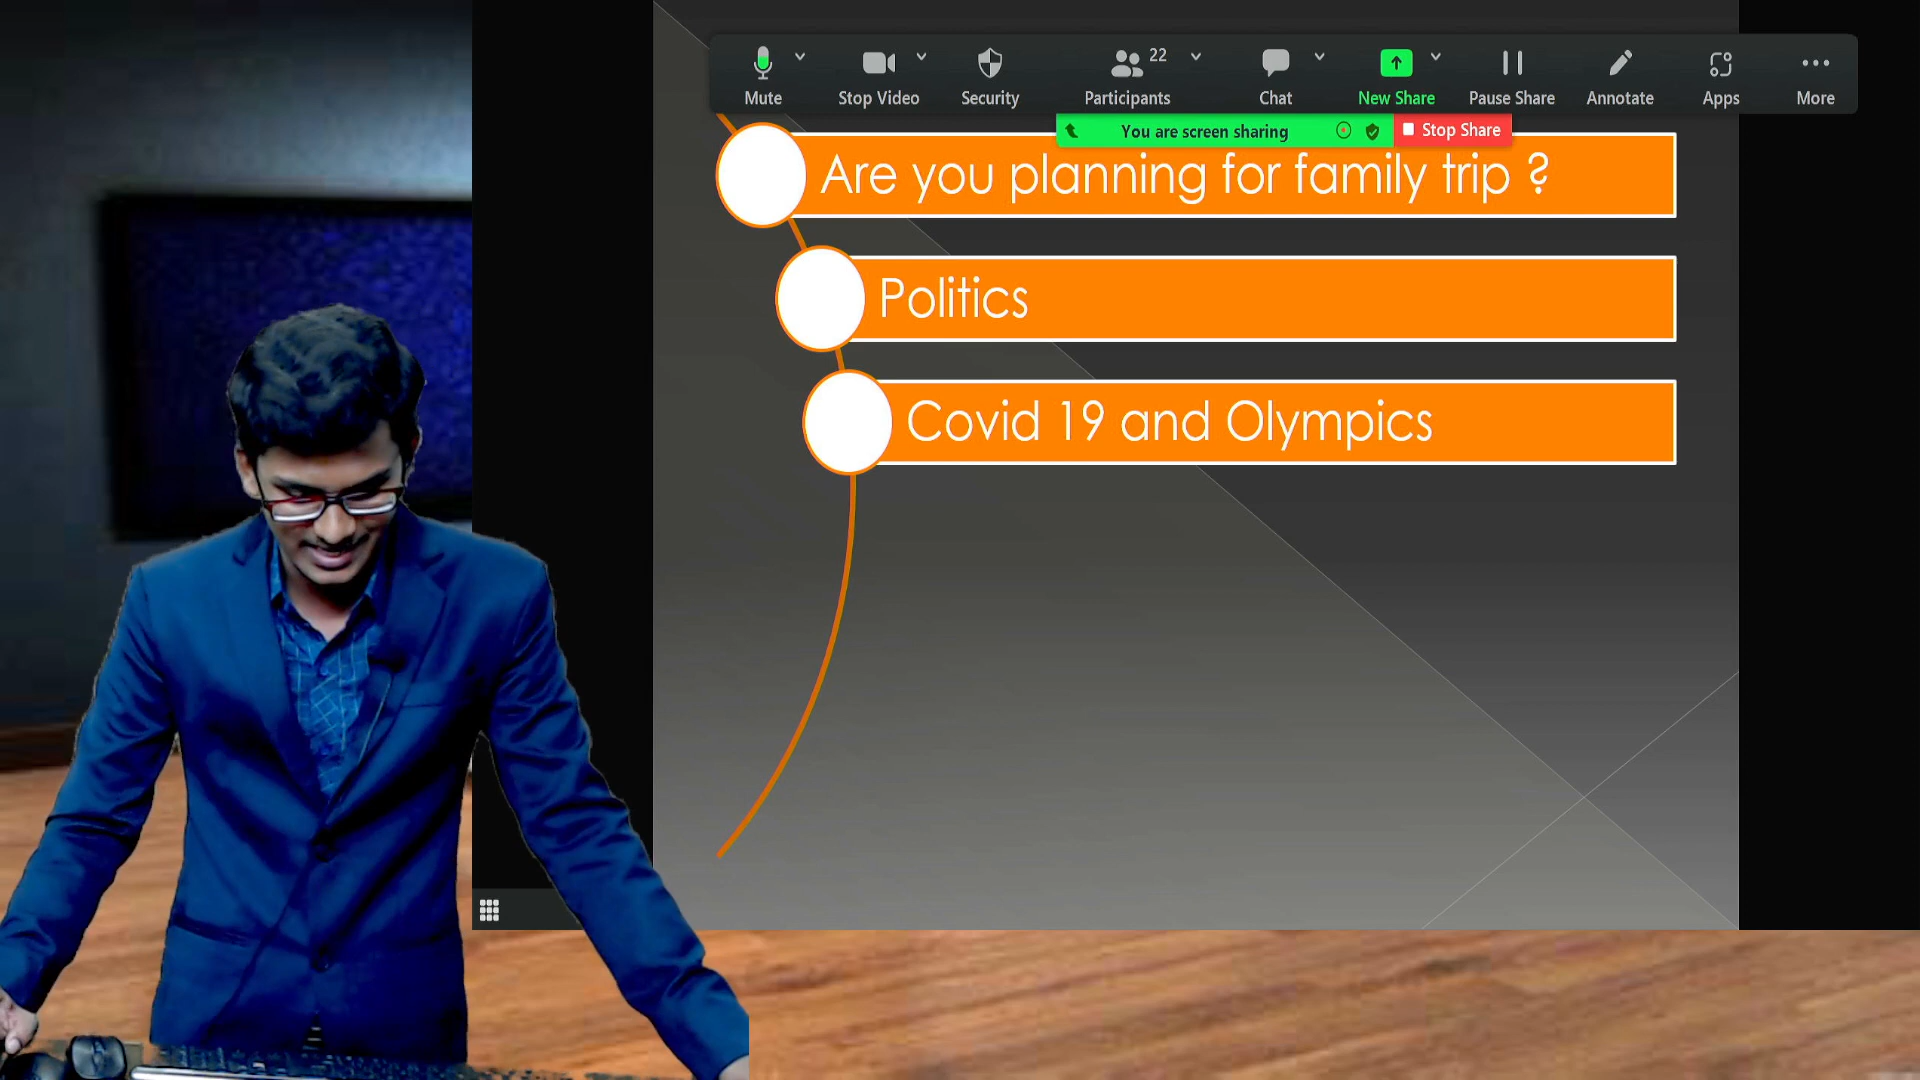 Mute
Stop Video
Security
22
Participants
Chat
New Share
Pause Share
Annotate
Apps
More
You are screen sharing
Stop Share
Are you planning for family trip ?
Politics
Covid 19 and Olympics